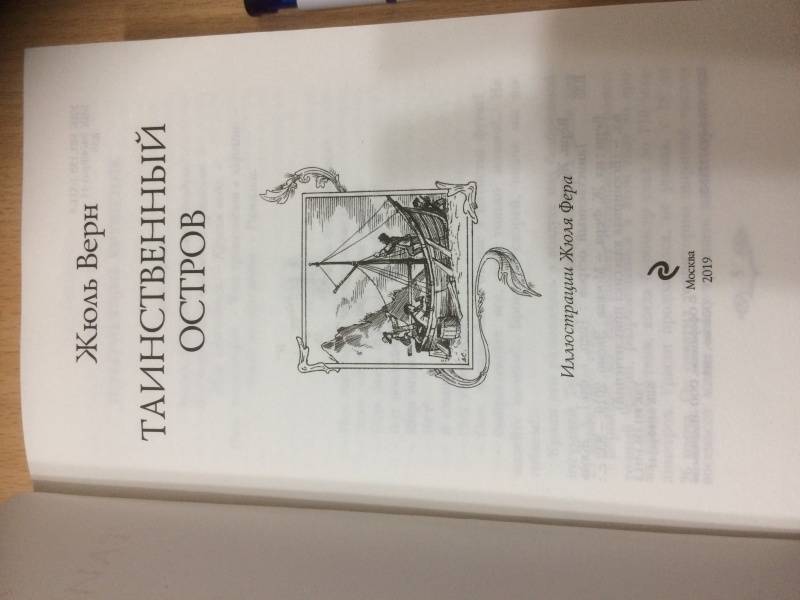 Жюль Верн
ТАИНСТВЕННЫЙ
ОСТРОВ
Иллюстрации Жюля Фера
Москва
2019